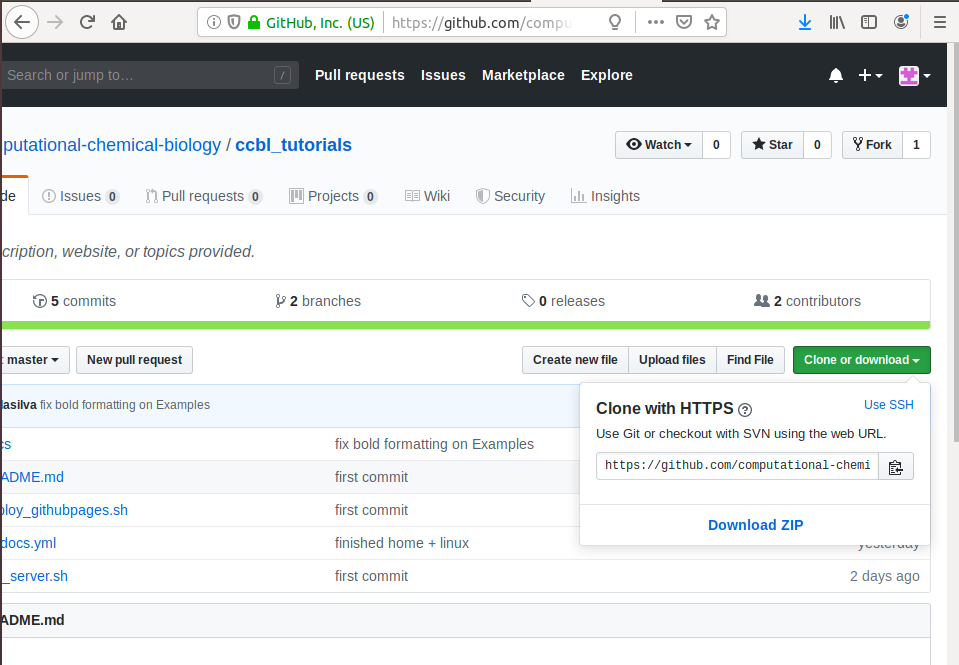 GitHub, Inc. (US) https://github.com/compu
Search or jump to… / Pull requests Issues Marketplace Explore
putational-chemical-biology / ccbl_tutorials Watch 0 Star 0 Fork 1
de Issues 0 Pull requests 0 Projects 0 Wiki Security Insights
cription, website, or topics provided.
5 commits 2 branches 0 releases 2 contributors
: master New pull request Create new file Upload files Find File Clone or download
lasilva fix bold formatting on Examples
Clone with HTTPS ? Use SSH
Use Git or checkout with SVN using the web URL.
https://github.com/computational-chemi
Download ZIP
cs fix bold formatting on Examples
ADME.md first commit
ploy_githubpages.sh first commit
docs.yml finished home + linux yesterday
_server.sh first commit 2 days ago
ADME.md